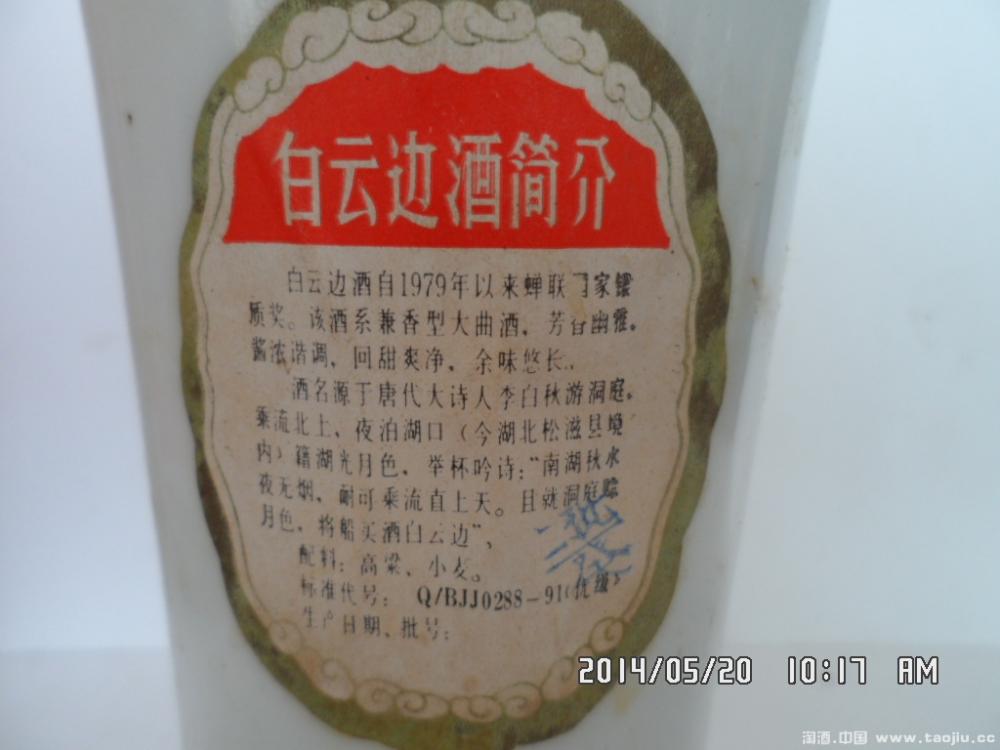 白云边酒简介
白云边酒自1979年以来蝉联国家银
质奖。该酒系兼香型大曲酒，芳香幽雅。
酱浓谐调，回甜爽净，余味悠长。
酒名源于唐代大诗人李白秋游洞庭。
乘流北上、夜泊湖口（今湖北松滋县境
内）籍湖光月色，举杯吟诗："南湖秋水
夜无烟，耐可乘流直上天。且就洞庭赊
月色，将船买酒白云边"，
配料：高粱、小麦。
标准代号：Q/BJJ0288-91(优级)
生产日期、批号：
2014/05/20 10:17 AM
淘酒.中国 www.taojiu.cc